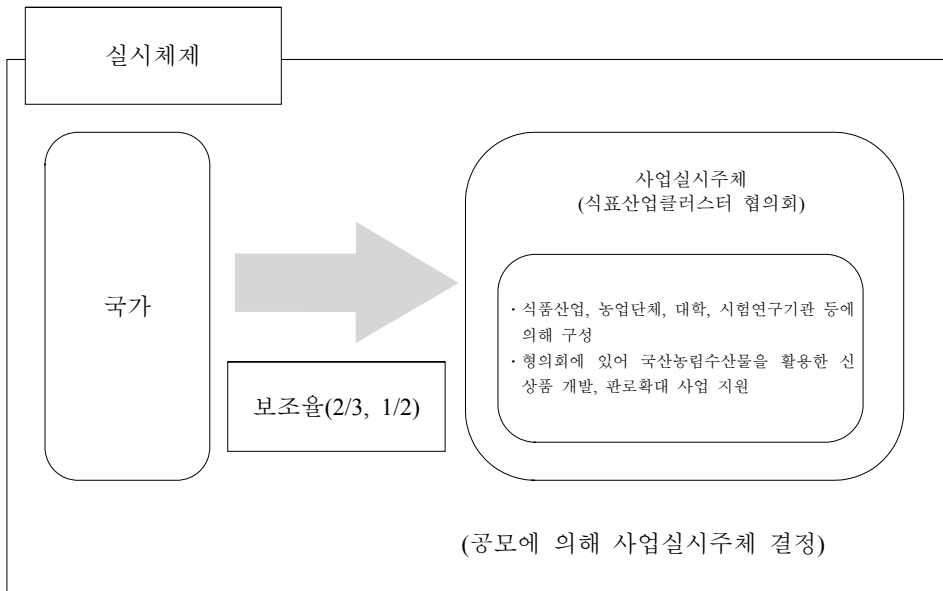 실시체제
국가
보조율(2/3, 1/2)
사업실시주체
(식표산업클러스터 협의회)
· 식품산업, 농업단체, 대학, 시험연구기관 등에
의해 구성
· 형의회에 있어 국산농림수산물을 활용한 신
상품 개발, 판로확대 사업 지원
(공모에 의해 사업실시주체 결정)